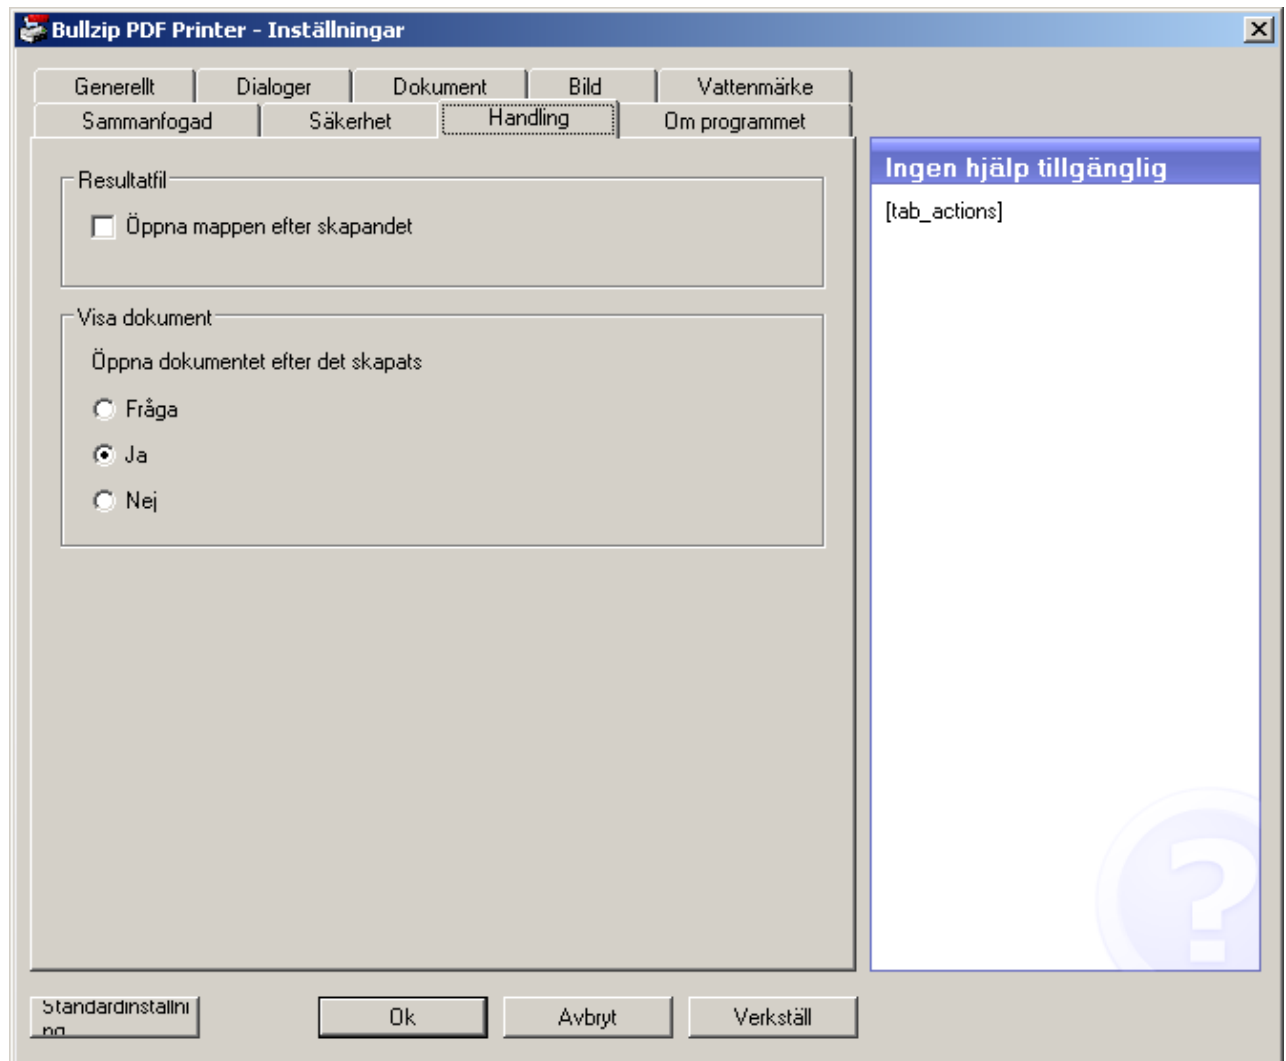 Bullzip PDF Printer - Inställningar
Generellt Dialoger Dokument Bild Vattenmärke
Sammanfogad Säkerhet Handling Om programmet
Resultatfil
Öppna mappen efter skapandet
Visa dokument
Öppna dokumentet efter det skapats
Fråga
Ja
Nej
Ingen hjälp tillgänglig
[tab_actions]
Standardinställni
ng
Ok Avbryt Verkställ